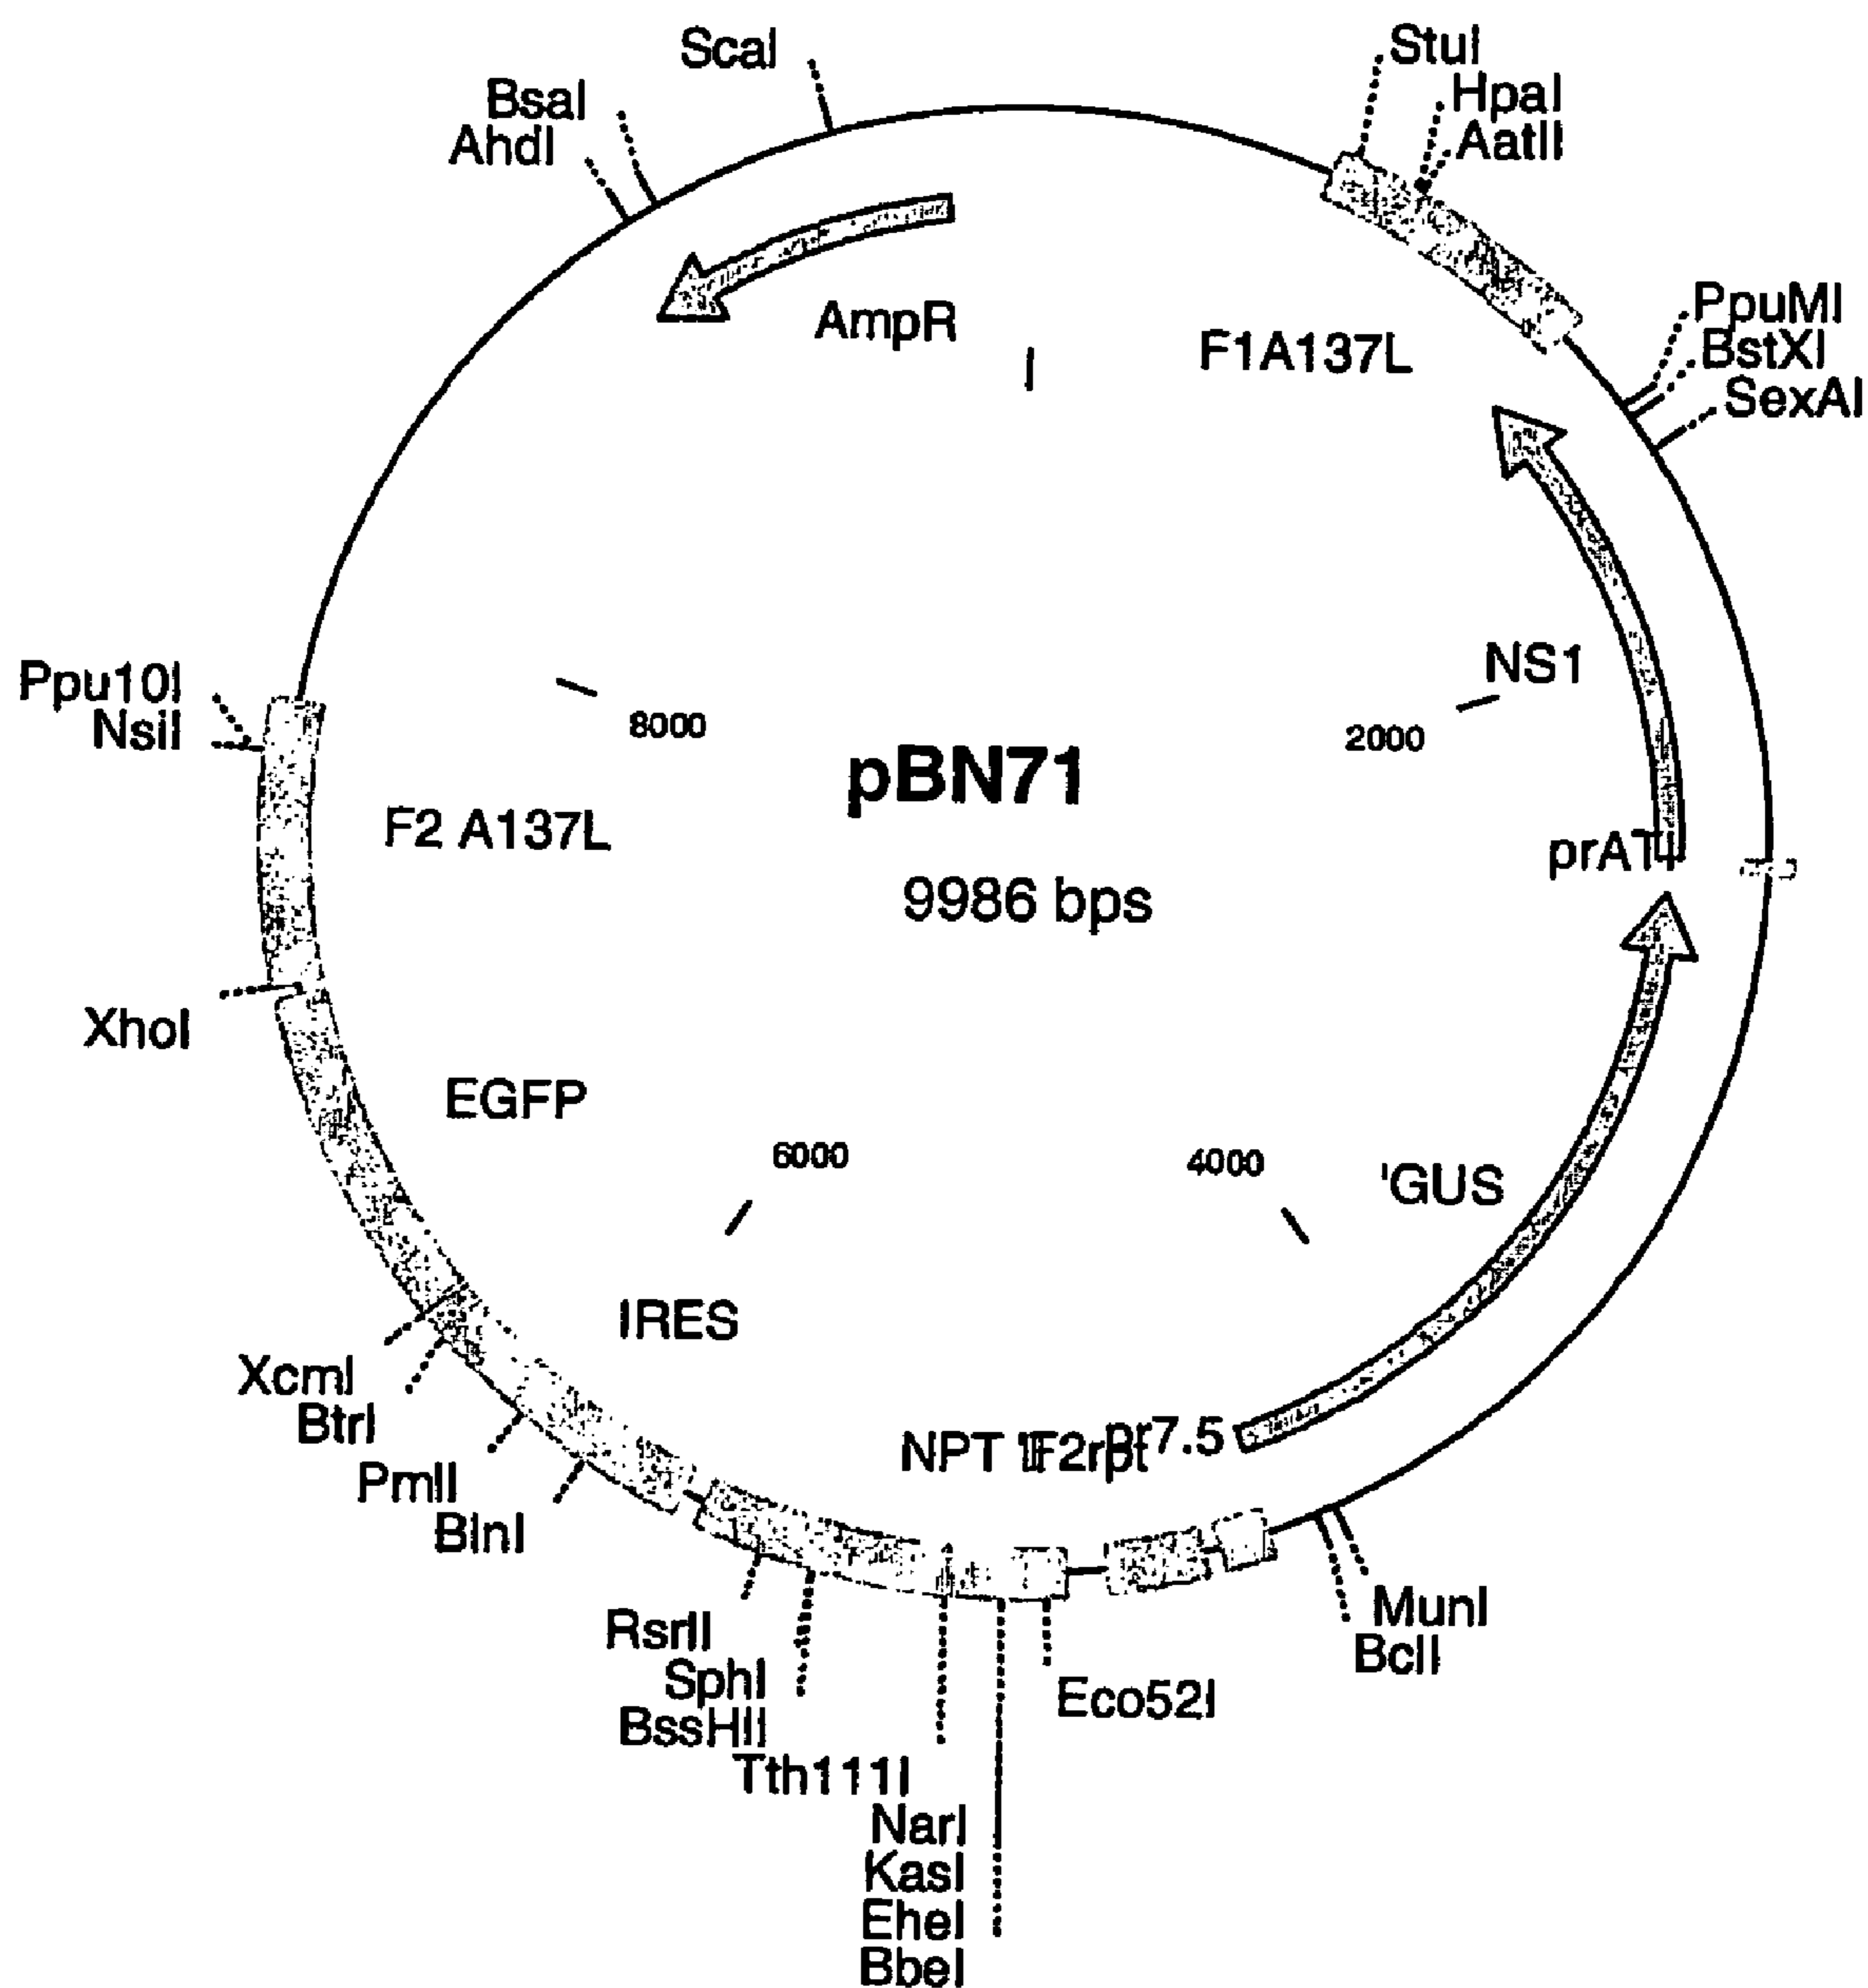 ScaI
StuI
BsaI
HpaI
AhdI
AatII
AmpR
F1A137L
PpuMI
BstXI
SexAI
NS1
Ppu10I
NsiI
8000
2000
pBN71
F2 A137L
prATI
9986 bps
XhoI
EGFP
6000
4000
'GUS
IRES
XcmI
BtrI
NPT
F2rpt
pr7.5
PmlI
BlnI
MunI
BclI
RsrII
SphI
BssHII
Eco52I
Tth111I
NarI
KasI
EheI
BbeI